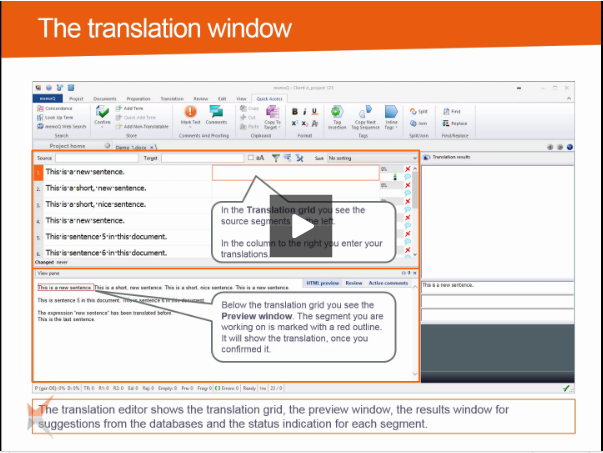 The translation window
memoQ - Client a_project 123
memoQ Project Documents Preparation Translation Review Edit View Quick Access
Concordance
Look Up Term
memoQ Web Search
Search
Confirm
Add Term
Quick Add Term
Add Non-Translatable
Store
Mark Text Comments
Comments And Proofing
Copy
Cut
Paste
Copy To Target
Clipboard
B I U
Format
Tag Insertion
Copy Next Tag Sequence
Inline Tags
Tags
Split
Join
Split/Join
Find
Replace
Find/Replace
Project home
Demo 1.docx
Source Target Sort No sorting
Translation results
1 This is a new sentence. 0%
2 This is a short, new sentence. 0%
3 This is a short, nice sentence.
4 This is a new sentence.
5 This is sentence 5 in this document.
6 This is sentence 6 in this document.
Changed never
In the Translation grid you see the
source segments the left.
In the column to the right you enter your
translations.
View pane
HTML preview Review Active comments
This is a new sentence. This is a short, new sentence. This is a short, nice sentence. This is a new sentence.
This is sentence 5 in this document. This is sentence 6 in this document.
The expression "new sentence" has been translated before.
This is the last sentence.
Below the translation grid you see the
Preview window. The segment you are
working on is marked with a red outline.
It will show the translation, once you
confirmed it.
This is a new sentence.
The translation editor shows the translation grid, the preview window, the results window for
suggestions from the databases and the status indication for each segment.